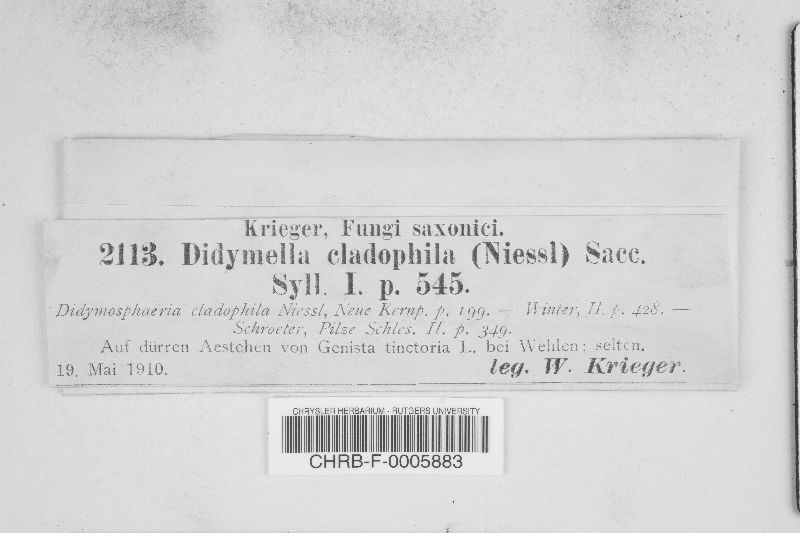 Krieger, Fungi saxonici.
2113. Didymella cladophila (Niessl) Sacc.
Syll. I. p. 545.
Didymosphaeria cladophila Niessl, Neue Kernp. p. 199. — Winter, II. p. 428. —
Schroeter, Pilze Schles. II. p. 349.
Auf dürren Aestchen von Genista tinctoria L. bei Wehlen; selten.
19. Mai 1910. leg. W. Krieger.
CHRYSLER HERBARIUM - RUTGERS UNIVERSITY
CHRB-F-0005883